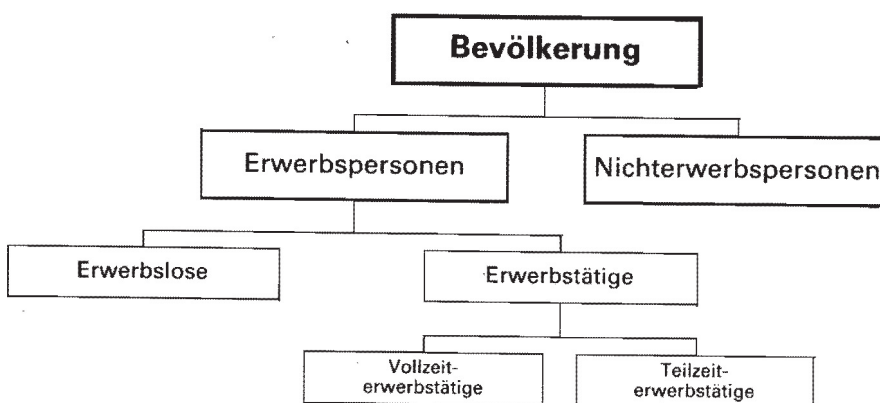 Bevölkerung
Erwerbspersonen
Nichterwerbspersonen
Erwerbslose
Erwerbstätige
Vollzeit-
erwerbstätige
Teilzeit-
erwerbstätige